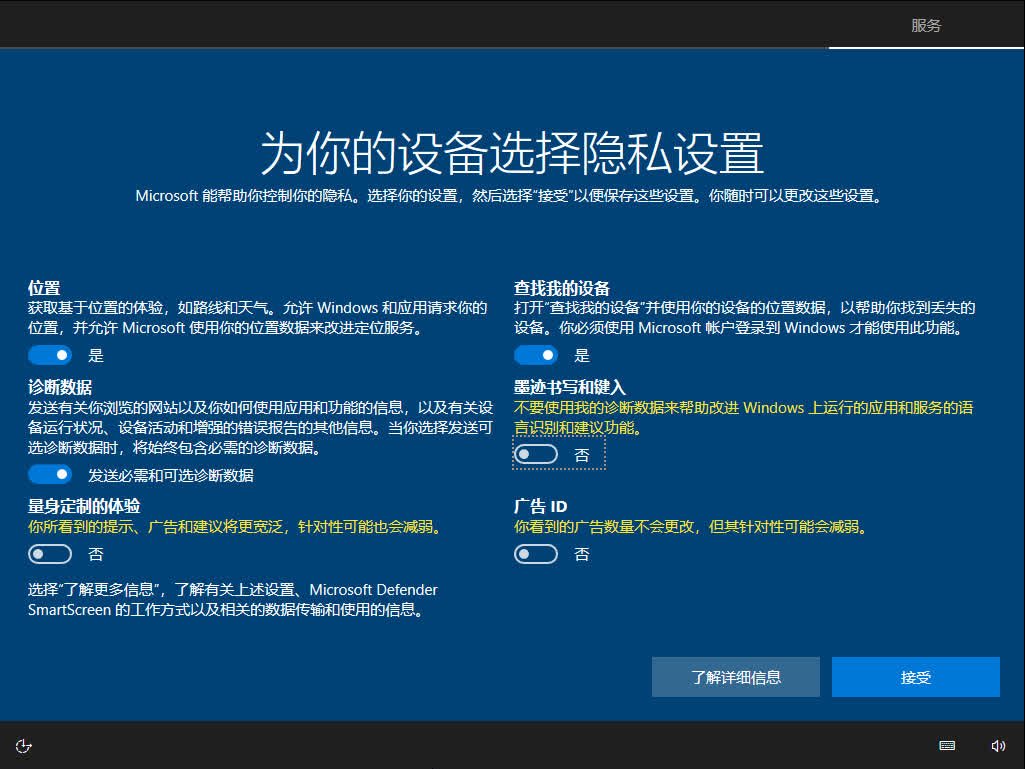 服务
为你的设备选择隐私设置
Microsoft 能帮助你控制你的隐私。选择你的设置，然后选择“接受”以便保存这些设置。你随时可以更改这些设置。
位置
获取基于位置的体验，如路线和天气。允许 Windows 和应用请求你的
位置，并允许 Microsoft 使用你的位置数据来改进定位服务。
是
查找我的设备
打开“查找我的设备”并使用你的设备的位置数据，以帮助你找到丢失的
设备。你必须使用 Microsoft 帐户登录到 Windows 才能使用此功能。
是
诊断数据
发送有关你浏览的网站以及你如何使用应用和功能的信息，以及有关设
备运行状况、设备活动和增强的错误报告的其他信息。当你选择发送可
选诊断数据时，将始终包含必需的诊断数据。
发送必需和可选诊断数据
墨迹书写和键入
不要使用我的诊断数据来帮助改进 Windows 上运行的应用和服务的语
言识别和建议功能。
否
量身定制的体验
你所看到的提示、广告和建议将更宽泛，针对性可能也会减弱。
否
广告 ID
你看到的广告数量不会更改，但其针对性可能会减弱。
否
选择“了解更多信息”，了解有关上述设置、Microsoft Defender
SmartScreen 的工作方式以及相关的数据传输和使用的信息。
了解详细信息
接受